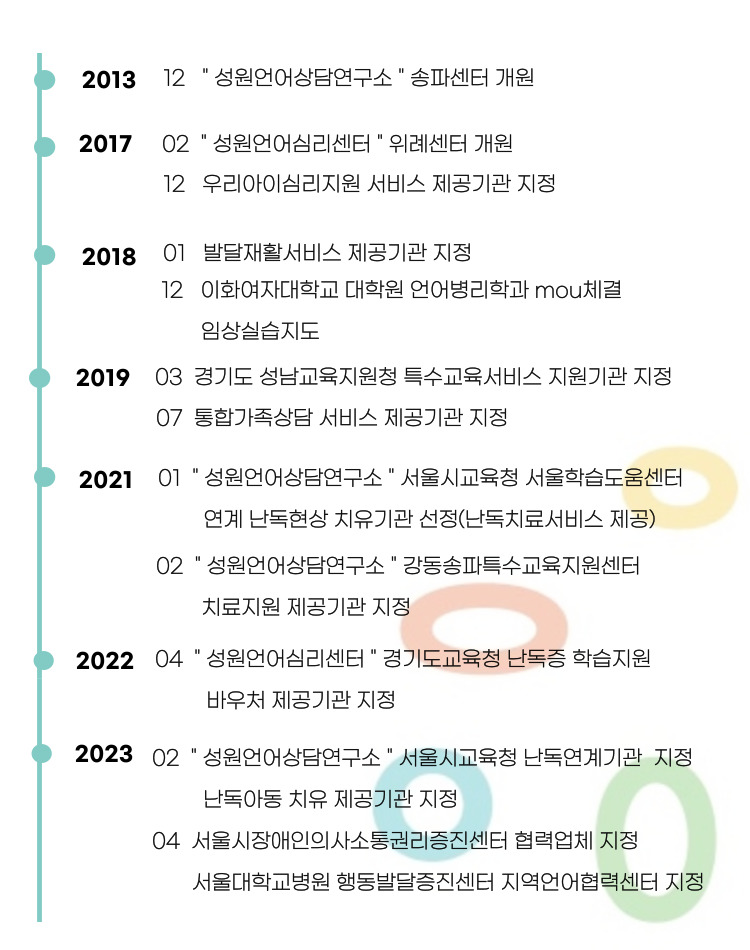 2013 12 " 성원언어상담연구소 " 송파센터 개원
2017 02 " 성원언어심리센터 " 위례센터 개원
12 우리아이심리지원 서비스 제공기관 지정
2018 01 발달재활서비스 제공기관 지정
12 이화여자대학교 대학원 언어병리학과 mou체결
임상실습지도
2019 03 경기도 성남교육지원청 특수교육서비스 지원기관 지정
07 통합가족상담 서비스 제공기관 지정
2021 01 " 성원언어상담연구소 " 서울시교육청 서울학습도움센터
연계 난독현상 치유기관 선정(난독치료서비스 제공)
02 " 성원언어상담연구소 " 강동송파특수교육지원센터
치료지원 제공기관 지정
2022 04 " 성원언어심리센터 " 경기도교육청 난독증 학습지원
바우처 제공기관 지정
2023 02 " 성원언어상담연구소 " 서울시교육청 난독연계기관 지정
난독아동 치유 제공기관 지정
04 서울시장애인의사소통권리증진센터 협력업체 지정
서울대학교병원 행동발달증진센터 지역언어협력센터 지정